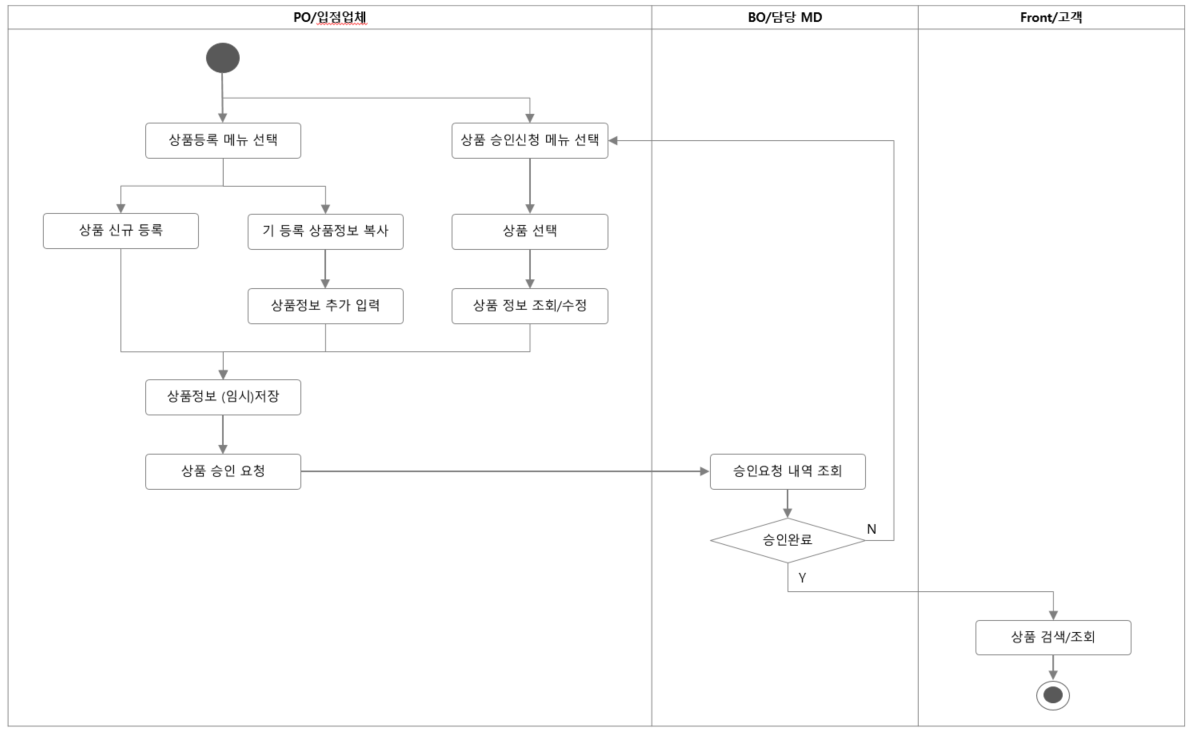 PO/입점업체
BO/담당 MD
Front/고객
상품등록 메뉴 선택
상품 승인신청 메뉴 선택
상품 신규 등록
기 등록 상품정보 복사
상품 선택
상품정보 추가 입력
상품 정보 조회/수정
상품정보 (임시)저장
상품 승인 요청
승인요청 내역 조회
승인완료
N
Y
상품 검색/조회